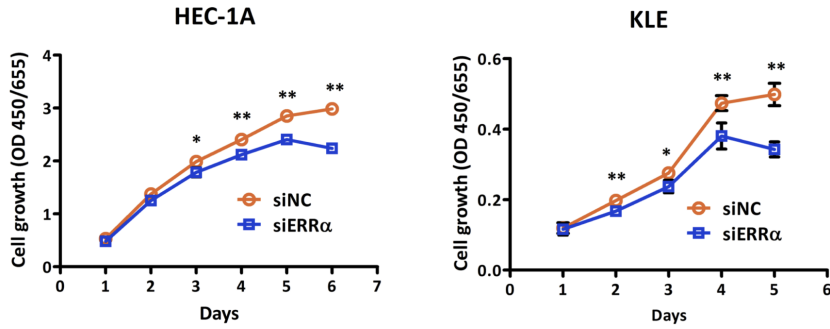 HEC-1A
Cell growth (OD 450/655)
4
3
2
1
0
* ** ** **
siNC
siERRα
0 1 2 3 4 5 6 7
Days
KLE
Cell growth (OD 450/655)
0.6
0.4
0.2
0.0
** * ** **
siNC
siERRα
0 1 2 3 4 5 6
Days